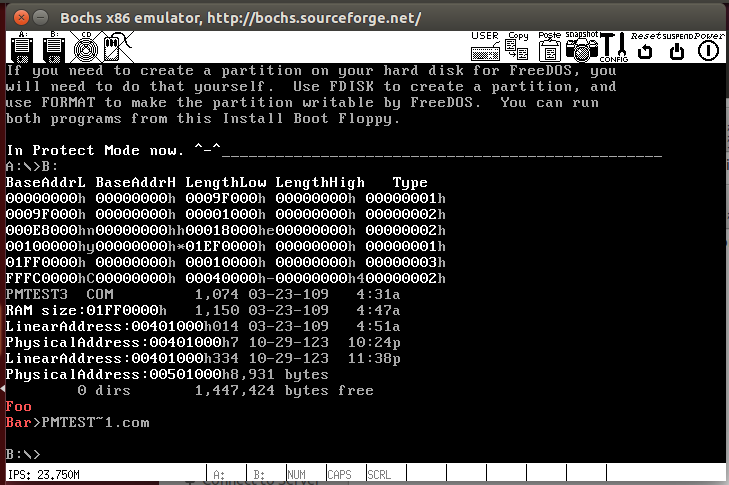 Bochs x86 emulator, http://bochs.sourceforge.net/
A: B: CD USER Copy Paste snapshot CONFIG Reset SUSPEND Power
If you need to create a partition on your hard disk for FreeDOS, you
will need to do that yourself.  Use FDISK to create a partition, and
use FORMAT to make the partition writable by FreeDOS.  You can run
both programs from this Install Boot Floppy.
In Protect Mode now. ^-^_________________________________________________
A:\>B:
BaseAddrL BaseAddrH LengthLow LengthHigh   Type
00000000h 00000000h 0009F000h 00000000h 00000001h
0009F000h 00000000h 00001000h 00000000h 00000002h
000E8000hn00000000hh00018000he00000000h 00000002h
00100000hy00000000h*01EF0000h 00000000h 00000001h
01FF0000h 00000000h 00010000h 00000000h 00000003h
FFFC0000hC00000000h 00040000h-00000000h400000002h
PMTEST3  COM         1,074 03-23-109   4:31a
RAM size:01FF0000h   1,150 03-23-109   4:47a
LinearAddress:00401000h014 03-23-109   4:51a
PhysicalAddress:00401000h7 10-29-123  10:24p
LinearAddress:00401000h334 10-29-123  11:38p
PhysicalAddress:00501000h8,931 bytes
        0 dirs       1,447,424 bytes free
Foo
Bar>PMTEST~1.com
B:\>
IPS: 23.750M A: B: NUM CAPS SCRL